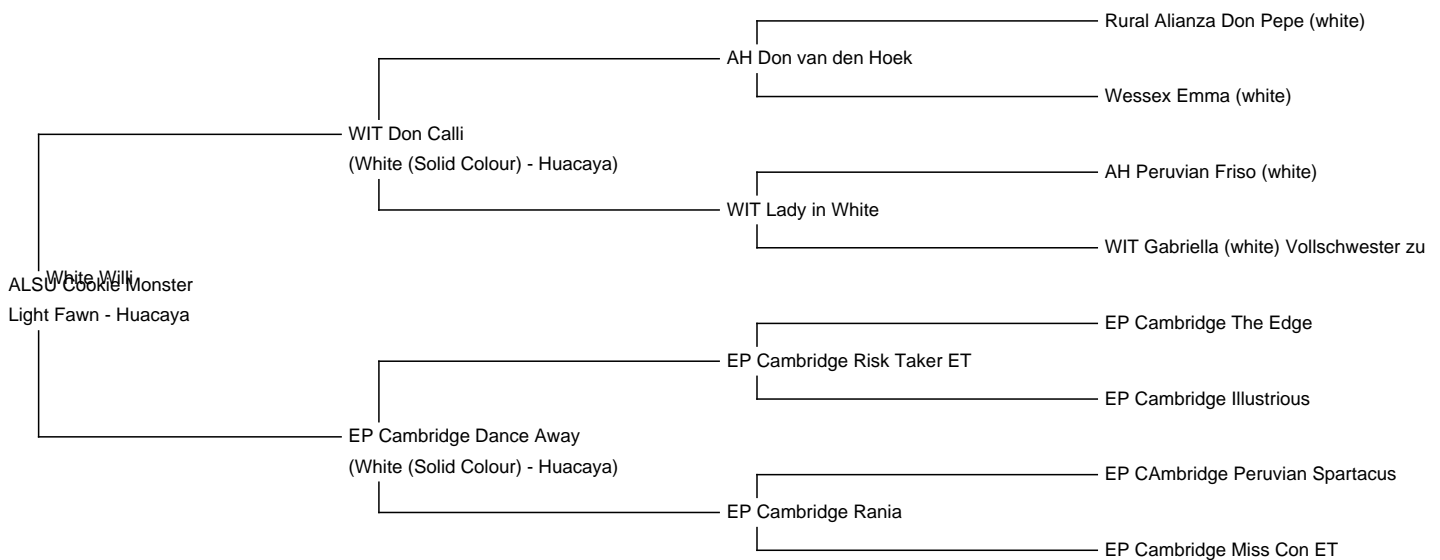 Rural Alianza Don Pepe (white)
AH Don van den Hoek
Wessex Emma (white)
WIT Don Calli
(White (Solid Colour) - Huacaya)
AH Peruvian Friso (white)
WIT Lady in White
WIT Gabriella (white) Vollschwester zu
White Willi
ALSU Cookie Monster
Light Fawn - Huacaya
EP Cambridge The Edge
EP Cambridge Risk Taker ET
EP Cambridge Illustrious
EP Cambridge Dance Away
(White (Solid Colour) - Huacaya)
EP CAmbridge Peruvian Spartacus
EP Cambridge Rania
EP Cambridge Miss Con ET